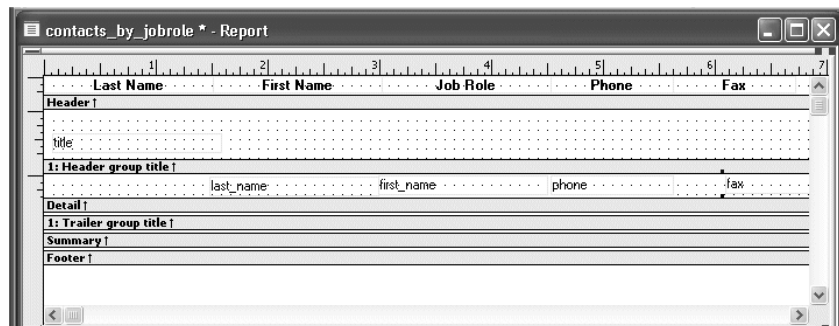 contacts_by_jobrole * - Report
1 2 3 4 5 6 7
Last Name First Name Job Role Phone Fax
Header ↑
title
1: Header group title ↑
last_name first_name phone fax
Detail ↑
1: Trailer group title ↑
Summary ↑
Footer ↑